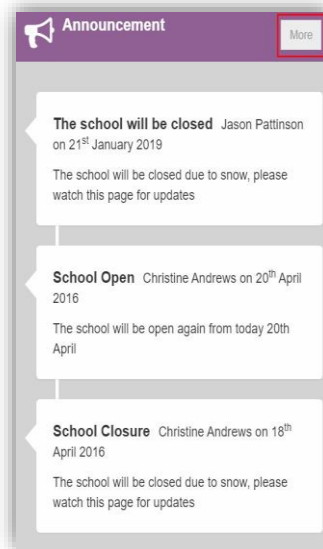 Announcement
More
The school will be closed Jason Pattinson
on 21st January 2019
The school will be closed due to snow, please
watch this page for updates
School Open Christine Andrews on 20th April
2016
The school will be open again from today 20th
April
School Closure Christine Andrews on 18th
April 2016
The school will be closed due to snow, please
watch this page for updates